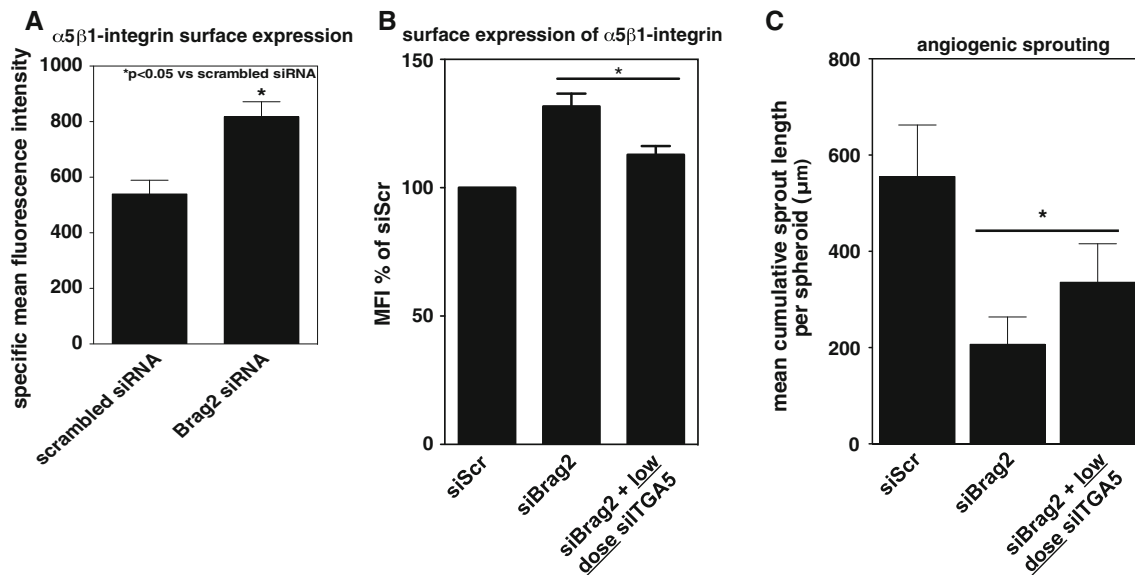 A
α5β1-integrin surface expression
specific mean fluorescence intensity
1000
800
600
400
200
0
*p<0.05 vs scrambled siRNA
*
scrambled siRNA
Brag2 siRNA
B
surface expression of α5β1-integrin
MFI % of siScr
150
100
50
0
*
siScr
siBrag2
siBrag2 + low
dose siITGA5
C
angiogenic sprouting
mean cumulative sprout length
per spheroid (µm)
800
600
400
200
0
*
siScr
siBrag2
siBrag2 + low
dose siITGA5